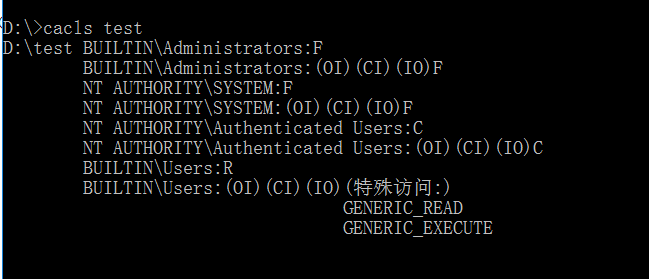 D:\>cacls test
D:\test BUILTIN\Administrators:F
BUILTIN\Administrators:(OI)(CI)(IO)F
NT AUTHORITY\SYSTEM:F
NT AUTHORITY\SYSTEM:(OI)(CI)(IO)F
NT AUTHORITY\Authenticated Users:C
NT AUTHORITY\Authenticated Users:(OI)(CI)(IO)C
BUILTIN\Users:R
BUILTIN\Users:(OI)(CI)(IO)(特殊访问:)
GENERIC_READ
GENERIC_EXECUTE